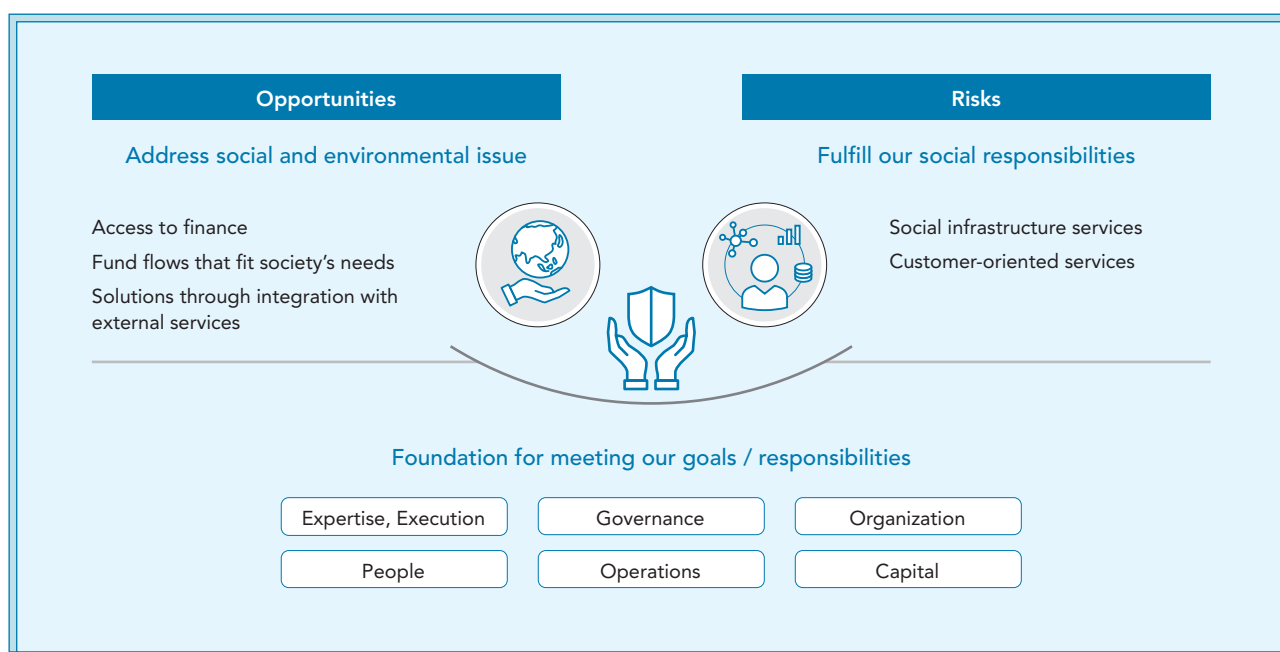 Opportunities
Address social and environmental issue
Access to finance
Fund flows that fit society's needs
Solutions through integration with
external services
Risks
Fulfill our social responsibilities
Social infrastructure services
Customer-oriented services
Foundation for meeting our goals / responsibilities
Expertise, Execution
Governance
Organization
People
Operations
Capital